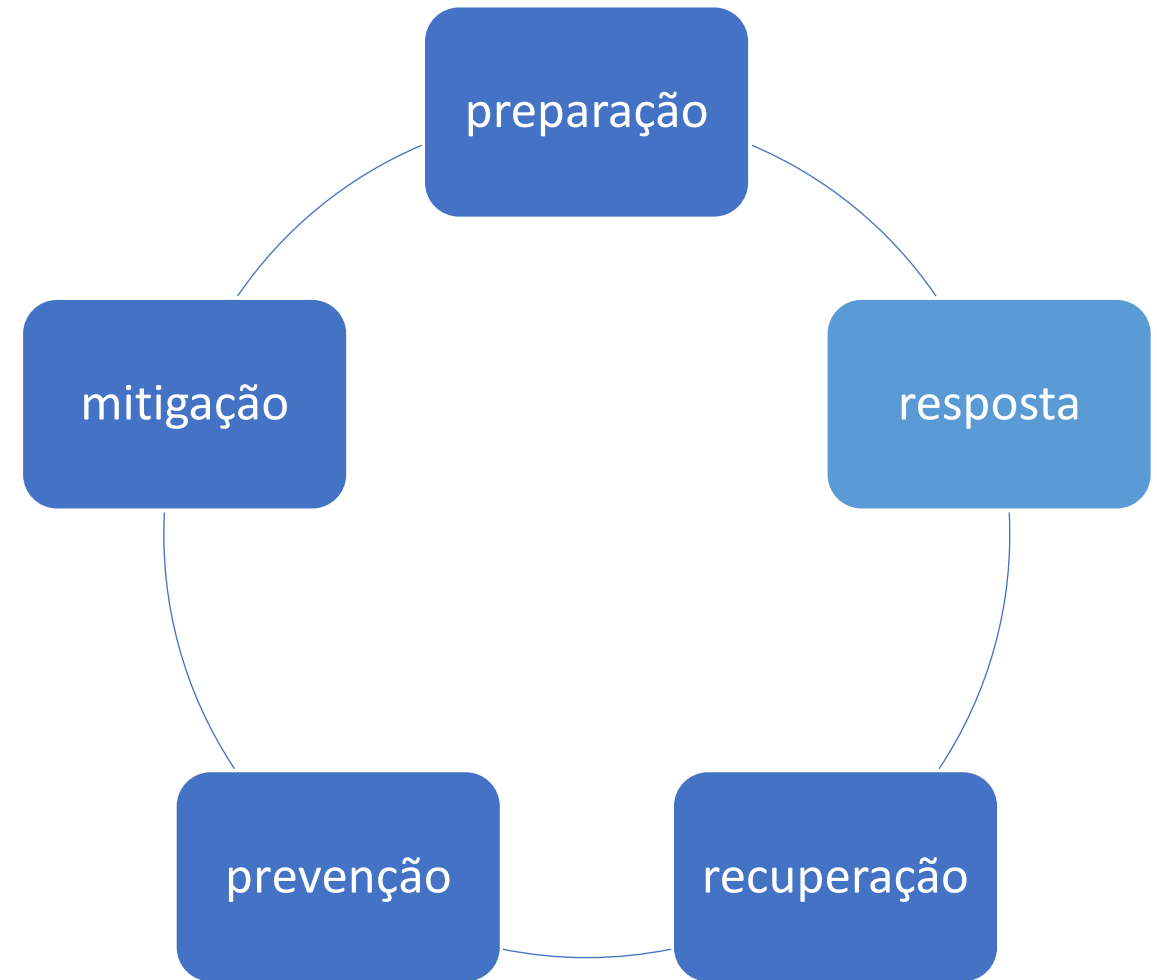 preparação
mitigação
resposta
prevenção
recuperação